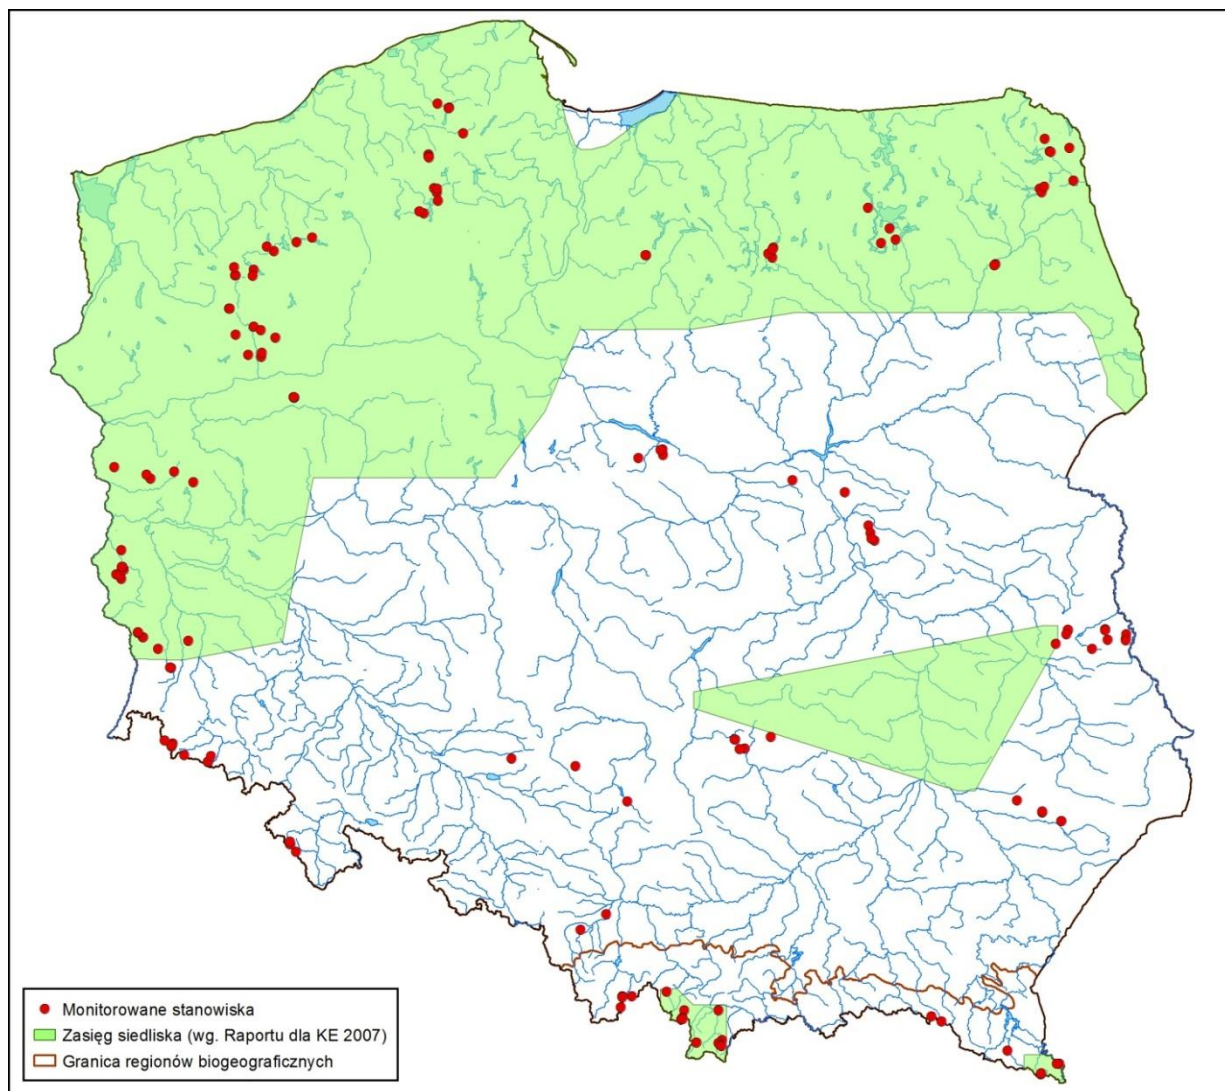 Monitorowane stanowiska
Zasięg siedliska (wg. Raportu dla KE 2007)
Granica regionów biogeograficznych